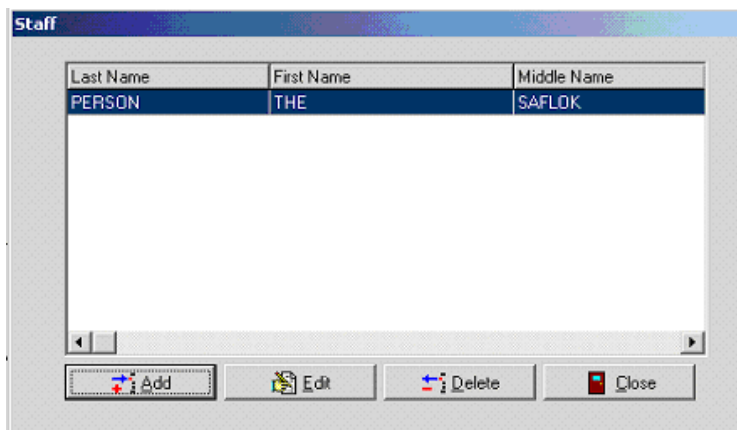 Staff
Last Name First Name Middle Name
PERSON THE SAFLOK
Add Edit Delete Close